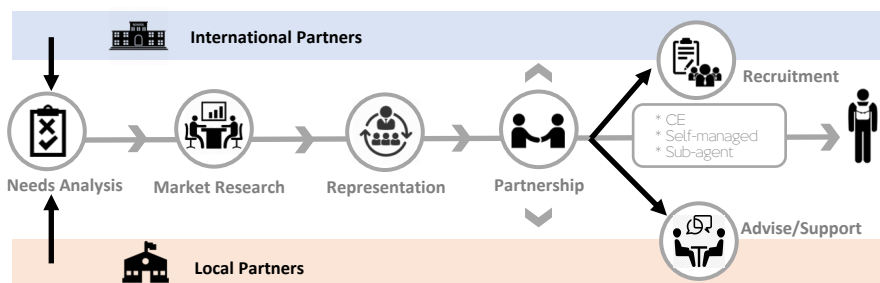 International Partners
Recruitment
* CE
* Self-managed
* Sub-agent
Needs Analysis
Market Research
Representation
Partnership
Advise/Support
Local Partners